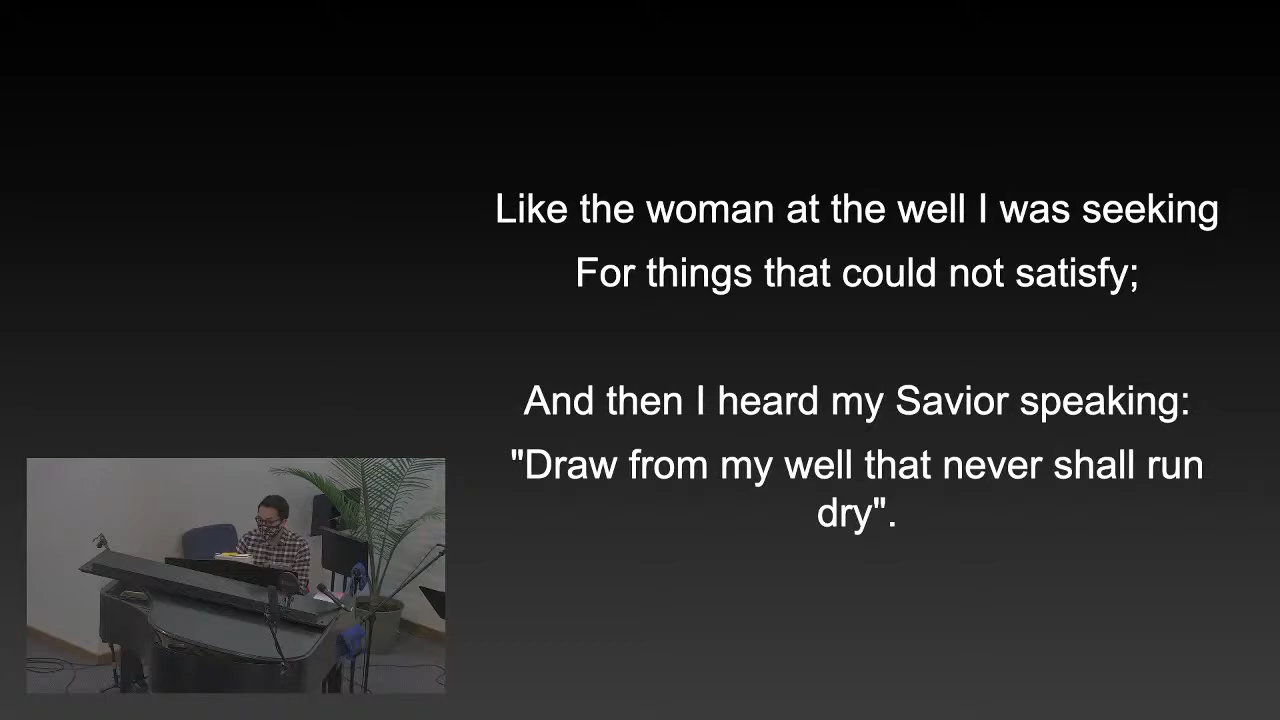 Like the woman at the well I was seeking
For things that could not satisfy;
And then I heard my Savior speaking:
"Draw from my well that never shall run
dry".